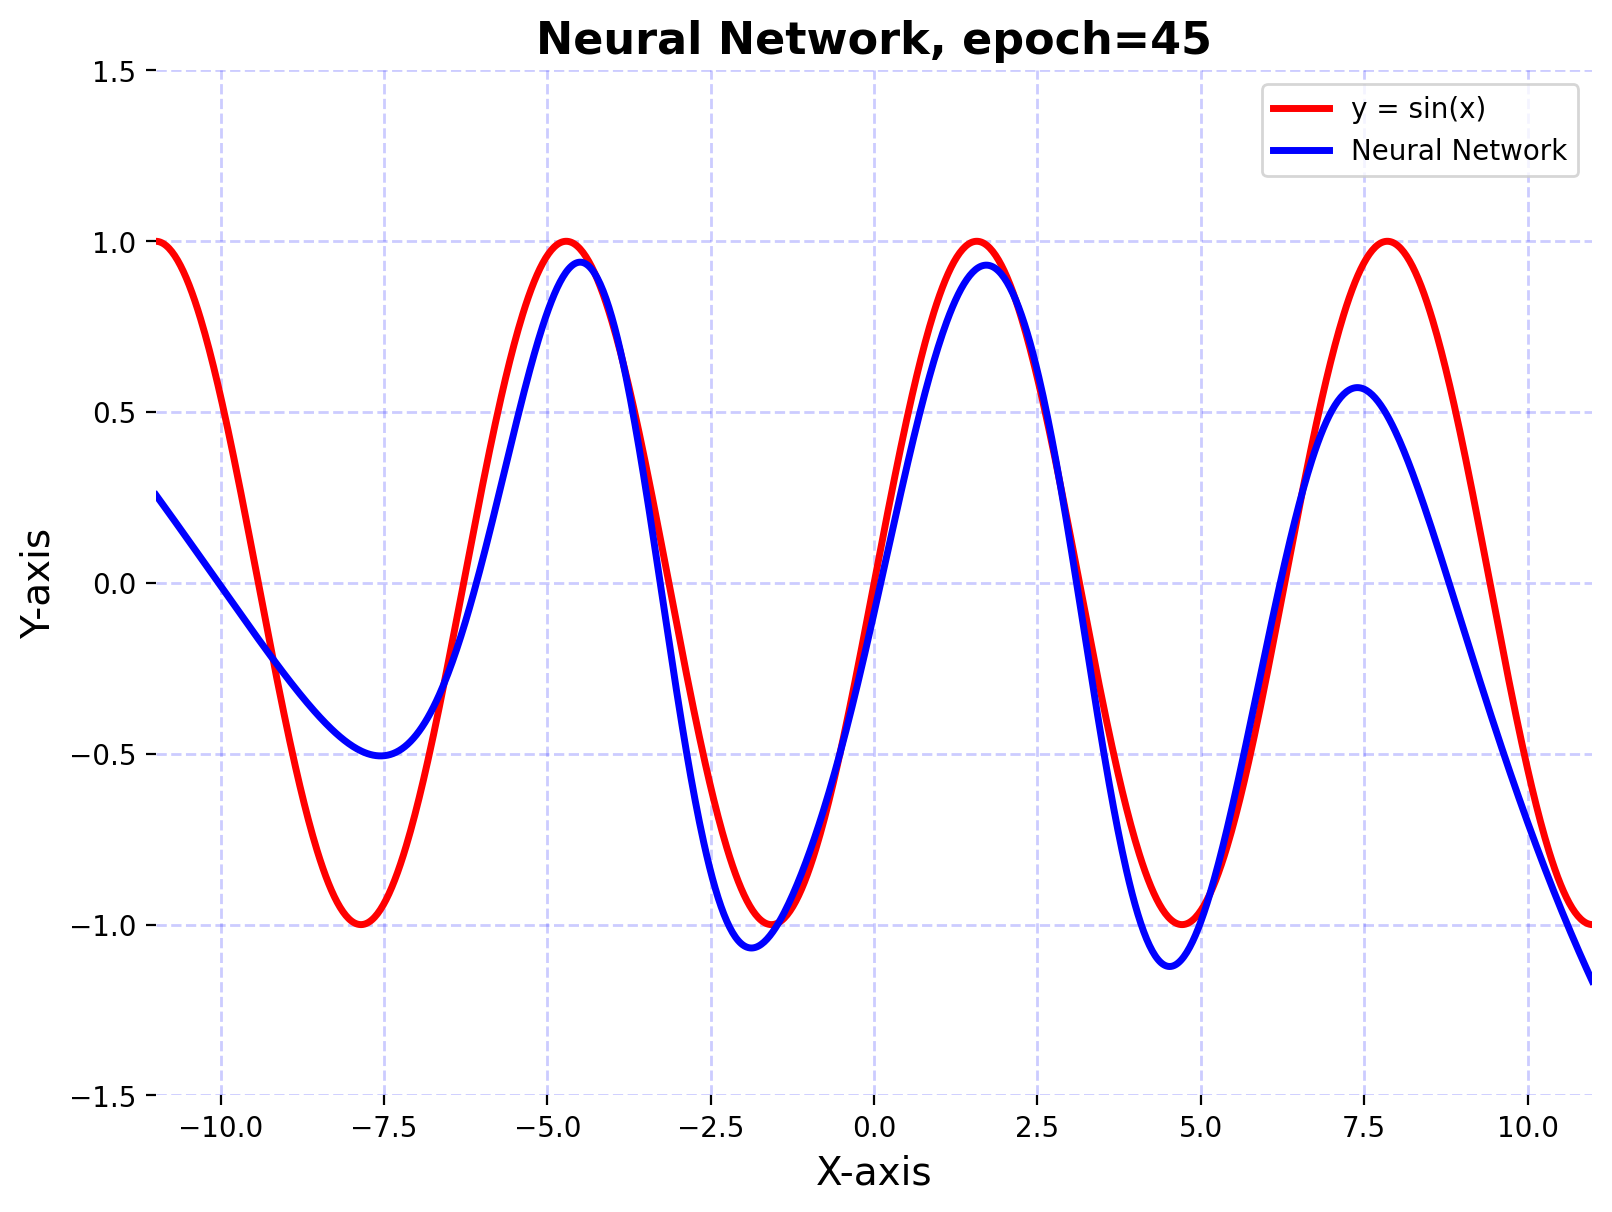 Neural Network, epoch=45
y = sin(x)
Neural Network
Y-axis
1.5
1.0
0.5
0.0
−0.5
−1.0
−1.5
−10.0 −7.5 −5.0 −2.5 0.0 2.5 5.0 7.5 10.0
X-axis